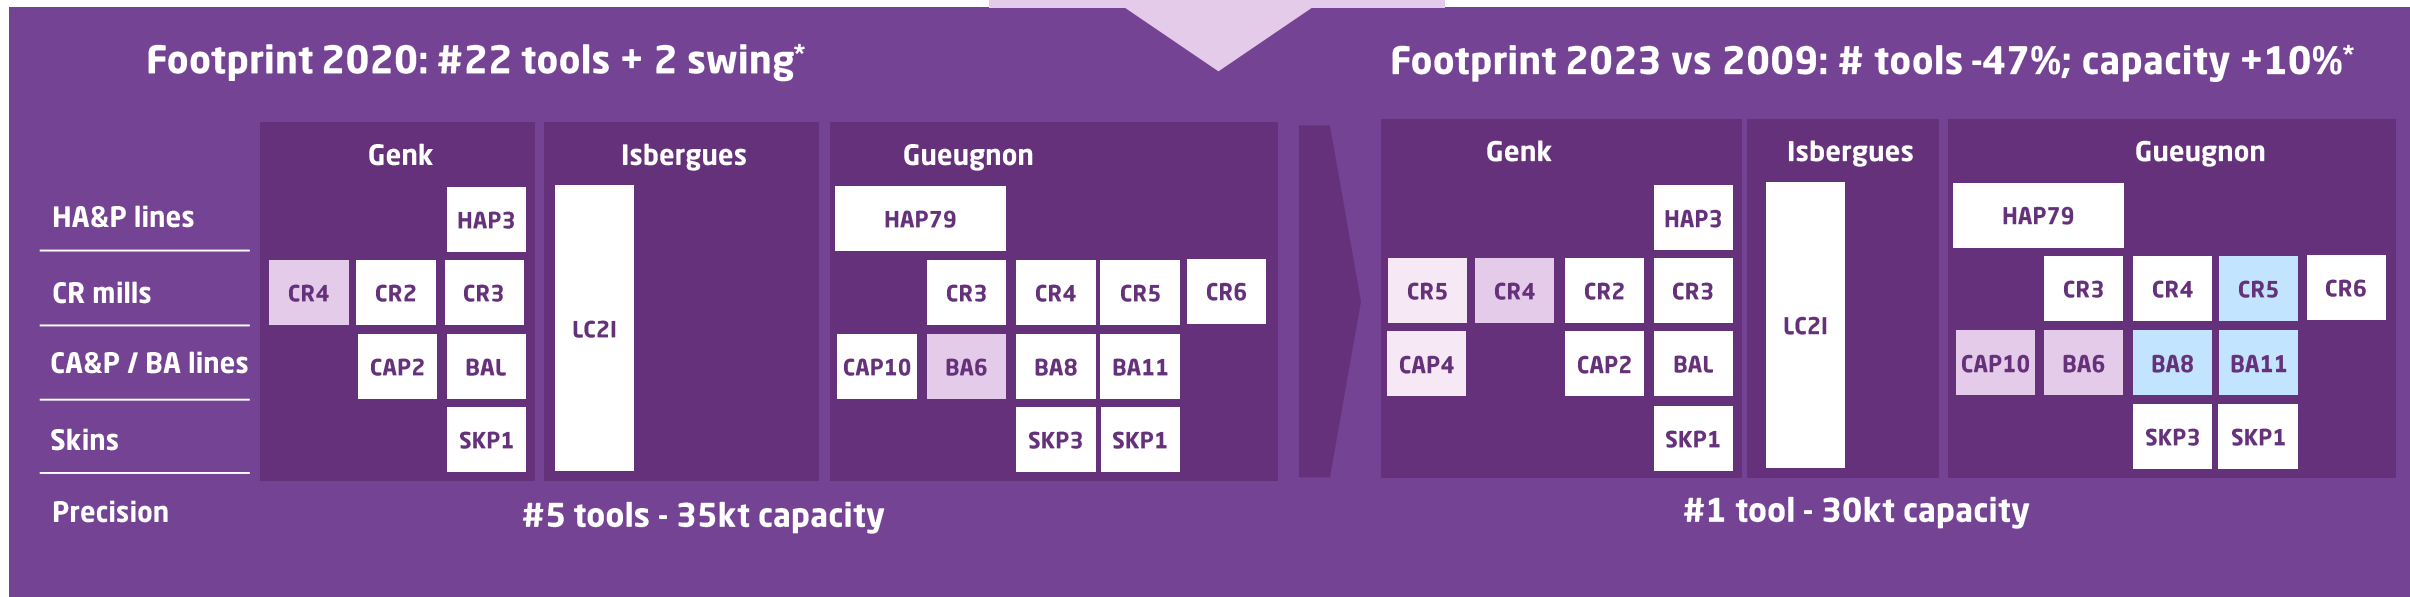 Footprint 2020: #22 tools + 2 swing*
Footprint 2023 vs 2009: # tools -47%; capacity +10%*
Genk
Isbergues
Gueugnon
Genk
Isbergues
Gueugnon
HA&P lines
HAP3
HAP79
HAP3
HAP79
CR mills
CR4
CR2
CR3
CR3
CR4
CR5
CR6
CR5
CR4
CR2
CR3
CR3
CR4
CR5
CR6
LC2I
LC2I
CA&P / BA lines
CAP2
BAL
CAP10
BA6
BA8
BA11
CAP4
CAP2
BAL
CAP10
BA6
BA8
BA11
Skins
SKP1
SKP3
SKP1
SKP1
SKP3
SKP1
Precision
#5 tools - 35kt capacity
#1 tool - 30kt capacity